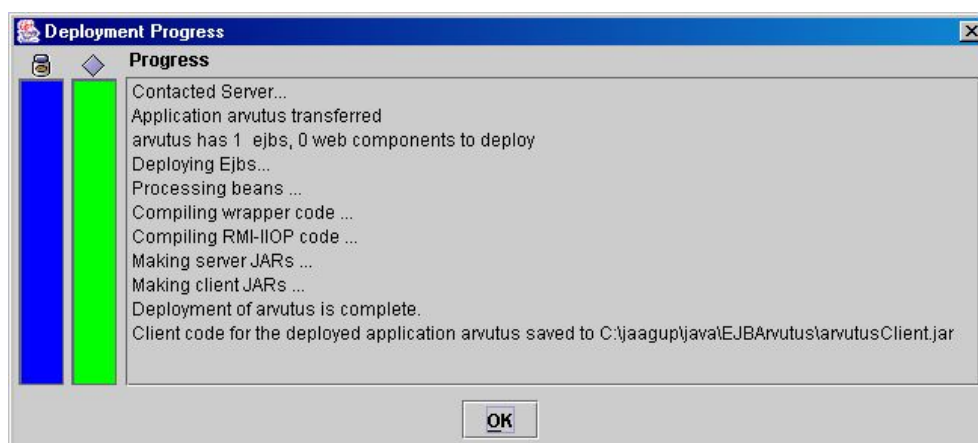 Deployment Progress
Progress
Contacted Server...
Application arvutus transferred
arvutus has 1 ejbs, 0 web components to deploy
Deploying Ejbs...
Processing beans ...
Compiling wrapper code ...
Compiling RMI-IIOP code ...
Making server JARs ...
Making client JARs ...
Deployment of arvutus is complete.
Client code for the deployed application arvutus saved to C:\jaagup\java\EJBArvutus\arvutusClient.jar
OK